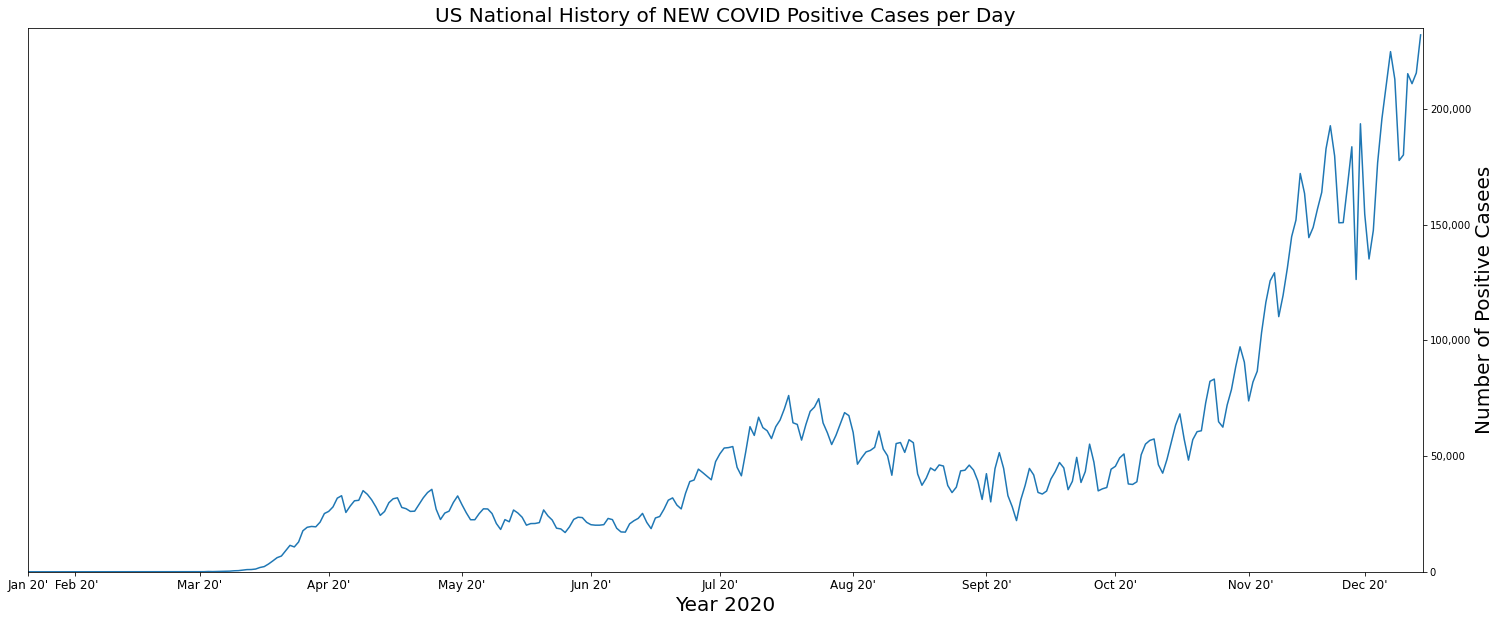 US National History of NEW COVID Positive Cases per Day
200,000
150,000
100,000
50,000
0
Number of Positive Casees
Jan 20' Feb 20' Mar 20' Apr 20' May 20' Jun 20' Jul 20' Aug 20' Sept 20' Oct 20' Nov 20' Dec 20'
Year 2020